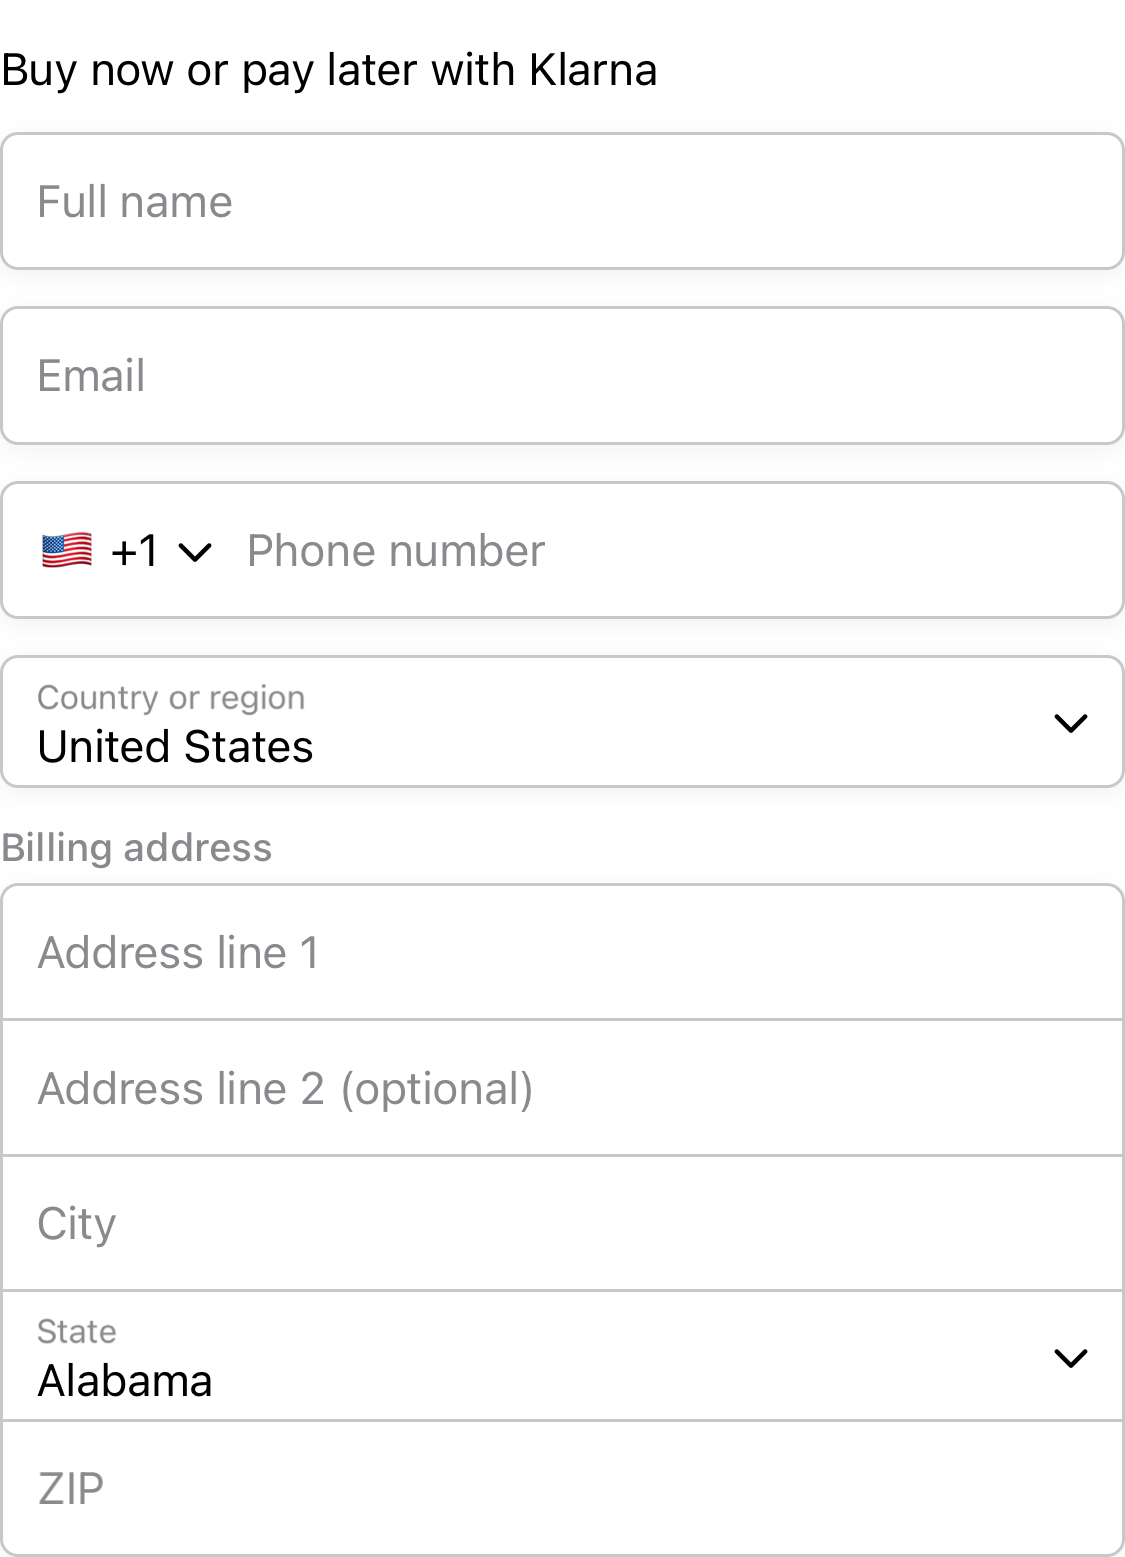 Buy now or pay later with Klarna
Full name
Email
🇺🇸 +1 Phone number
Country or region
United States
Billing address
Address line 1
Address line 2 (optional)
City
State
Alabama
ZIP